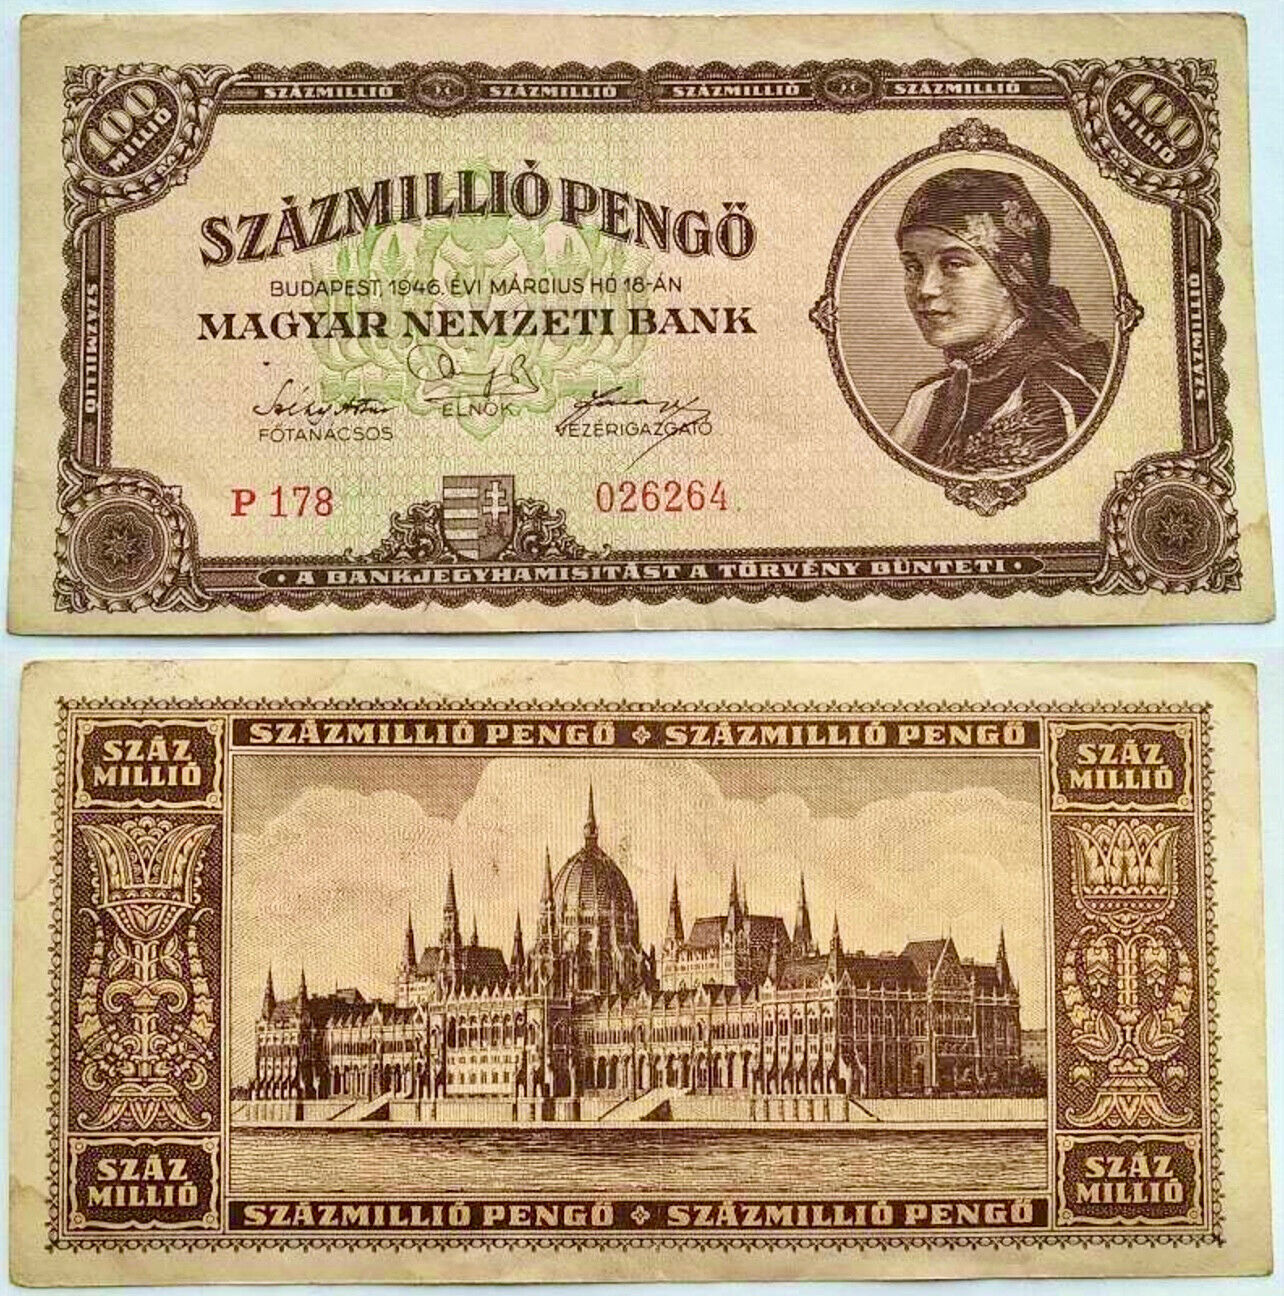 SZÁZMILLIÓ SZÁZMILLIÓ SZÁZMILLIÓ SZÁZMILLIÓ
100 MILLIÓ
100 MILLIÓ
SZÁZMILLIÓ PENGŐ
BUDAPEST, 1946. ÉVI MÁRCIUS HÓ 18-ÁN
MAGYAR NEMZETI BANK
ELNÖK
FŐTANÁCSOS
VEZÉRIGAZGATÓ
SZÁZMILLIÓ
SZÁZMILLIÓ
P 178
026264
· A BANKJEGYHAMISITÁST A TÖRVÉNY BÜNTETI ·
SZÁZMILLIÓ PENGŐ SZÁZMILLIÓ PENGŐ
SZÁZ
MILLIÓ
SZÁZ
MILLIÓ
SZÁZ
MILLIÓ
SZÁZ
MILLIÓ
SZÁZMILLIÓ PENGŐ SZÁZMILLIÓ PENGŐ